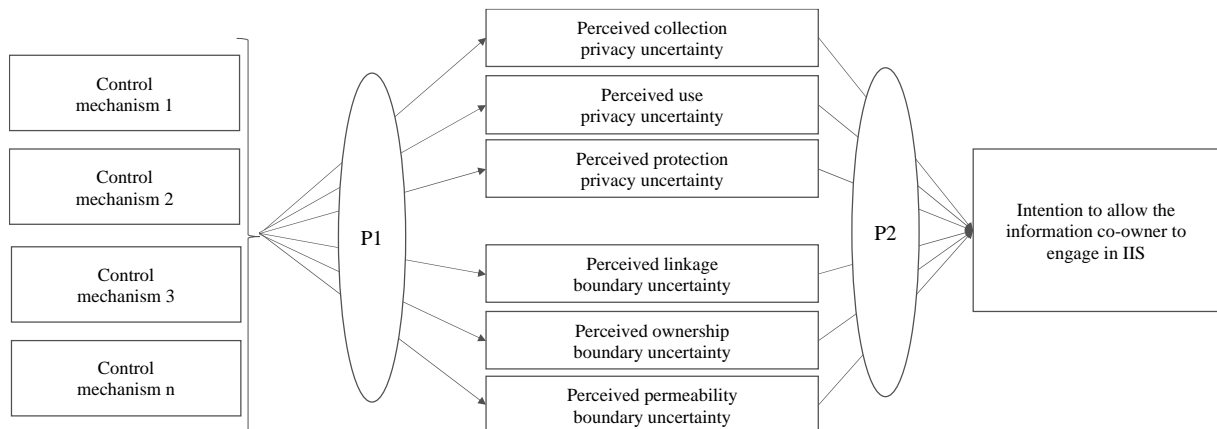 Control
mechanism 1
Control
mechanism 2
Control
mechanism 3
Control
mechanism n
P1
Perceived collection
privacy uncertainty
Perceived use
privacy uncertainty
Perceived protection
privacy uncertainty
Perceived linkage
boundary uncertainty
Perceived ownership
boundary uncertainty
Perceived permeability
boundary uncertainty
P2
Intention to allow the
information co-owner to
engage in IIS